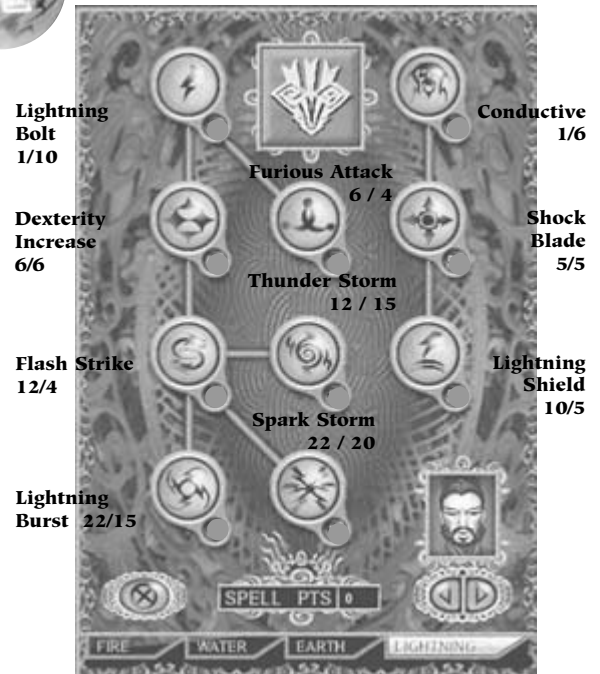 Lightning
Bolt
1/10
Conductive
1/6
Furious Attack
6 / 4
Dexterity
Increase
6/6
Shock
Blade
5/5
Thunder Storm
12 / 15
Flash Strike
12/4
Lightning
Shield
10/5
Spark Storm
22 / 20
Lightning
Burst 22/15
SPELL PTS 0
FIRE WATER EARTH LIGHTNING